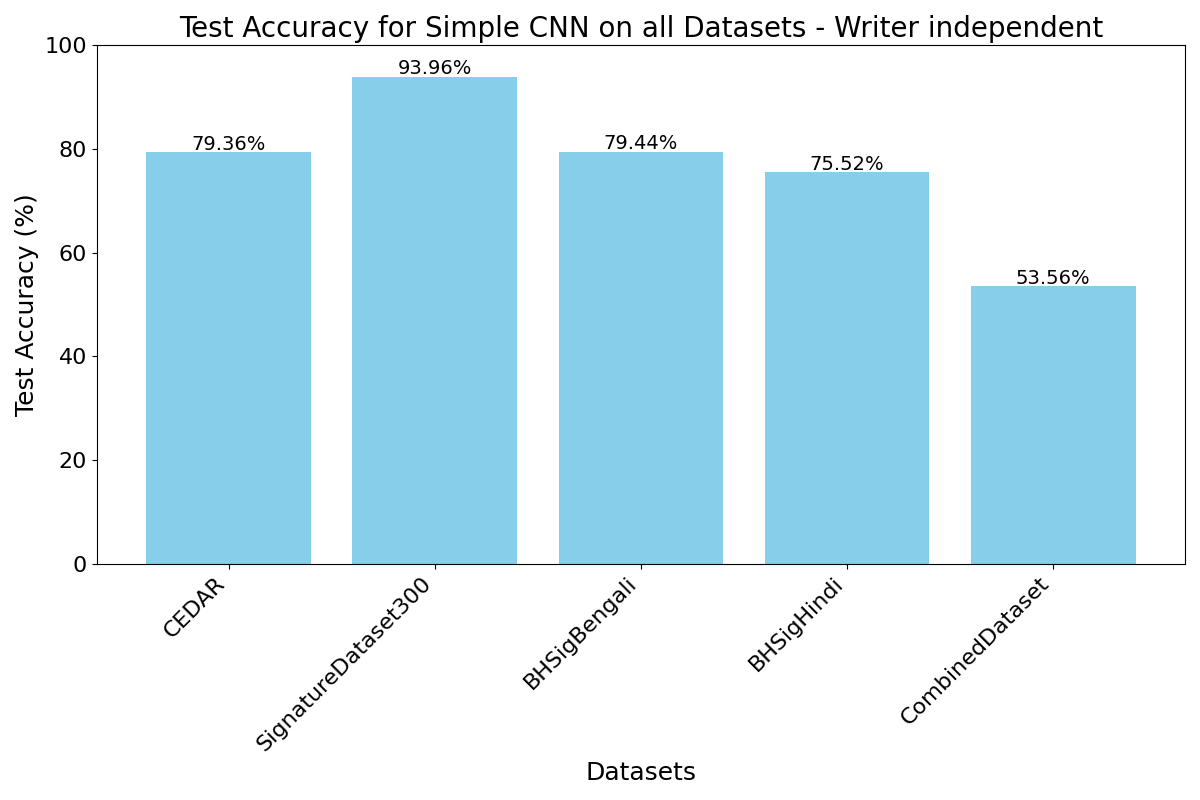 Test Accuracy for Simple CNN on all Datasets - Writer independent
100
80
60
40
20
0
Test Accuracy (%)
79.36%
93.96%
79.44%
75.52%
53.56%
CEDAR
SignatureDataset300
BHSigBengali
BHSigHindi
CombinedDataset
Datasets